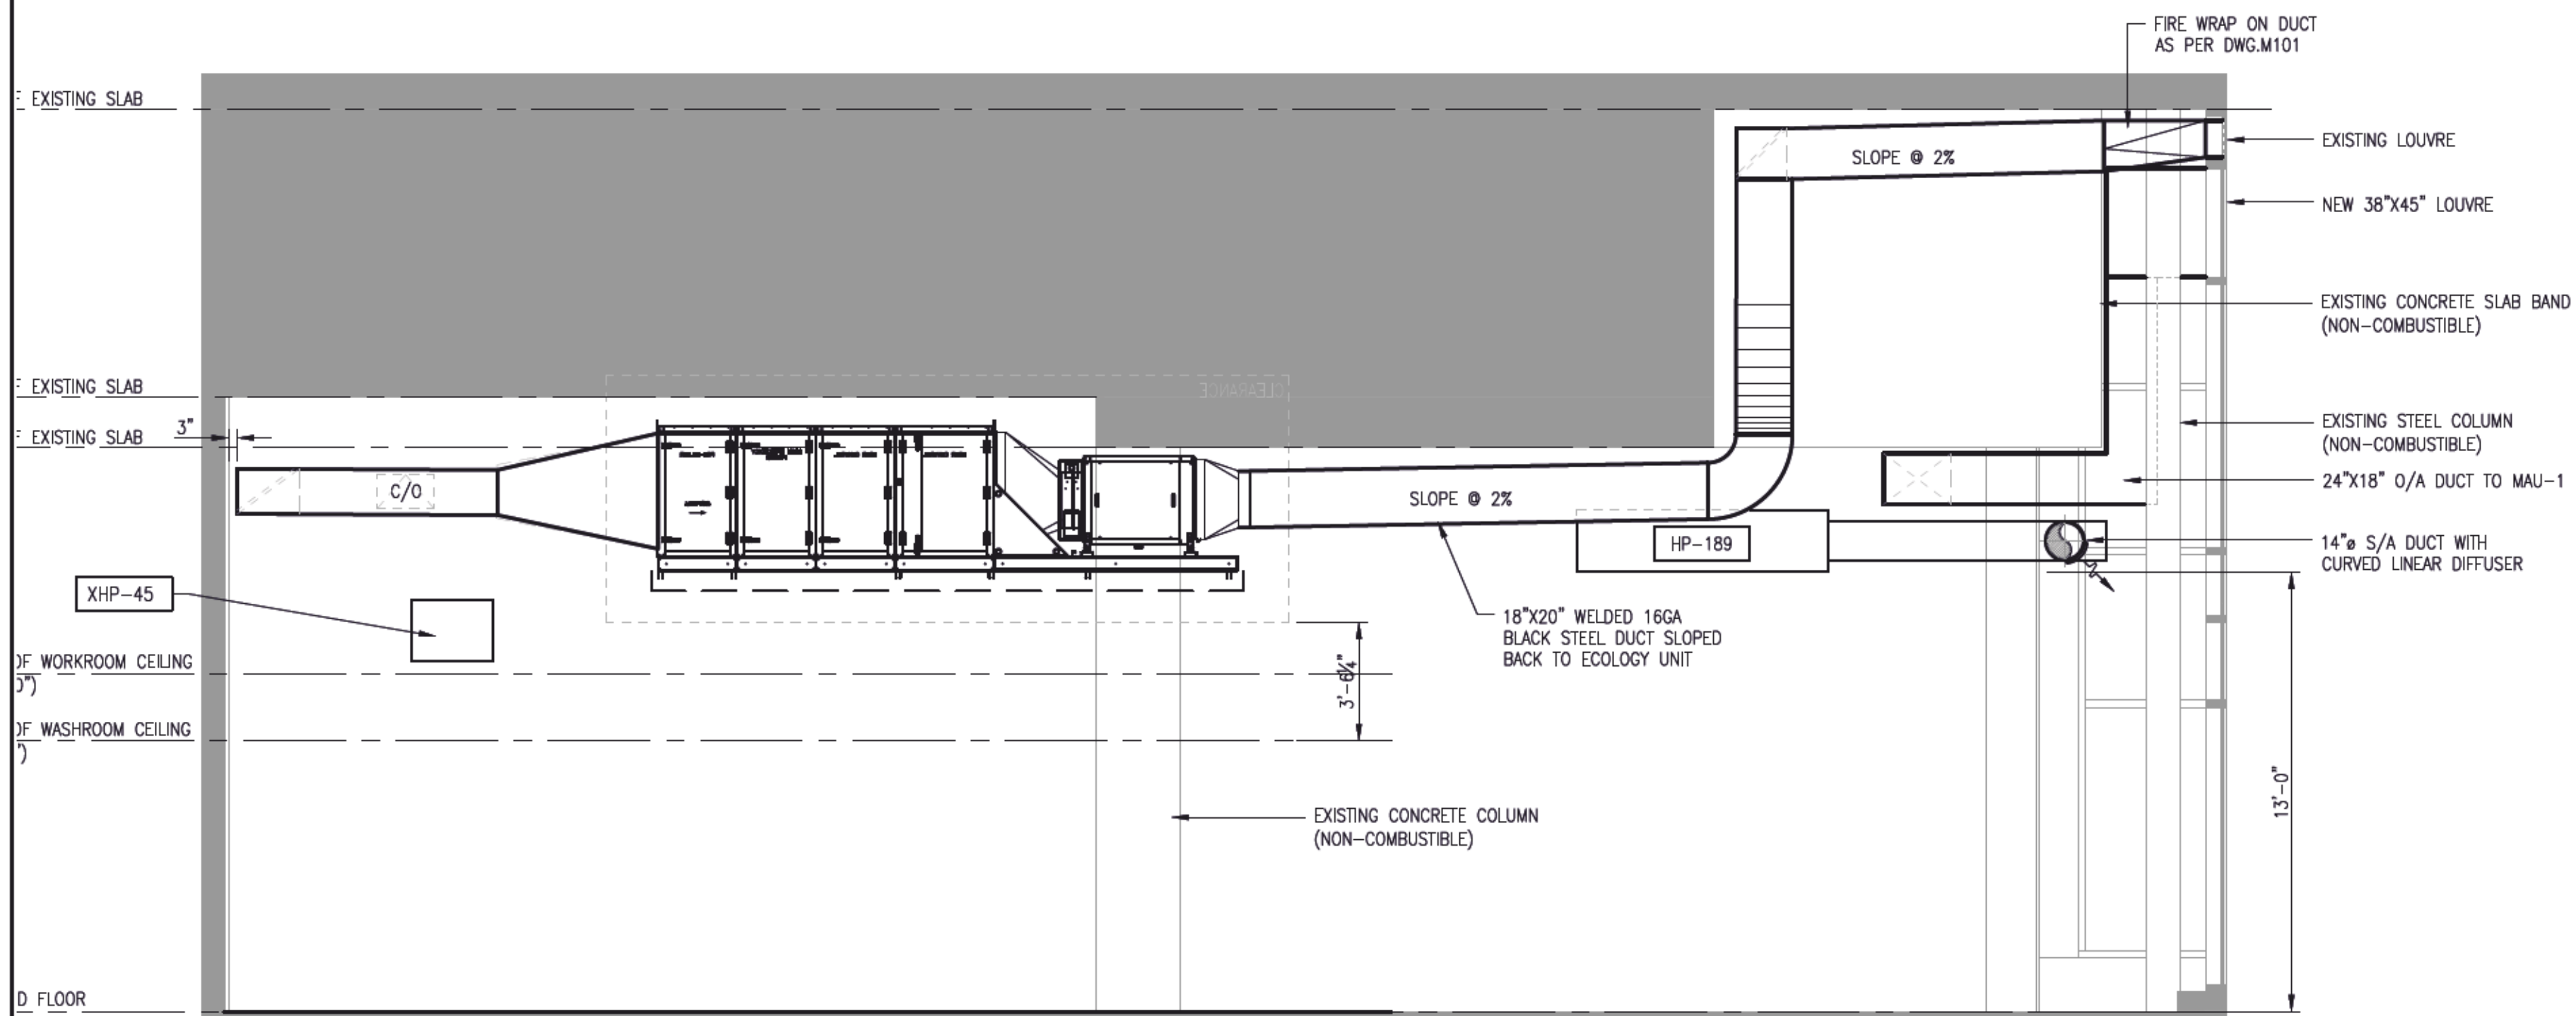 FIRE WRAP ON DUCT
AS PER DWG.M101
EXISTING SLAB
EXISTING LOUVRE
SLOPE @ 2%
NEW 38"X45" LOUVRE
EXISTING CONCRETE SLAB BAND
(NON-COMBUSTIBLE)
EXISTING SLAB
CLEARANCE
EXISTING SLAB
3"
EXISTING STEEL COLUMN
(NON-COMBUSTIBLE)
C/O
SLOPE @ 2%
24"X18" O/A DUCT TO MAU-1
HP-189
14"ø S/A DUCT WITH
CURVED LINEAR DIFFUSER
XHP-45
18"X20" WELDED 16GA
BLACK STEEL DUCT SLOPED
BACK TO ECOLOGY UNIT
OF WORKROOM CEILING
0")
3'-6¼"
OF WASHROOM CEILING
")
13'-0"
EXISTING CONCRETE COLUMN
(NON-COMBUSTIBLE)
D FLOOR